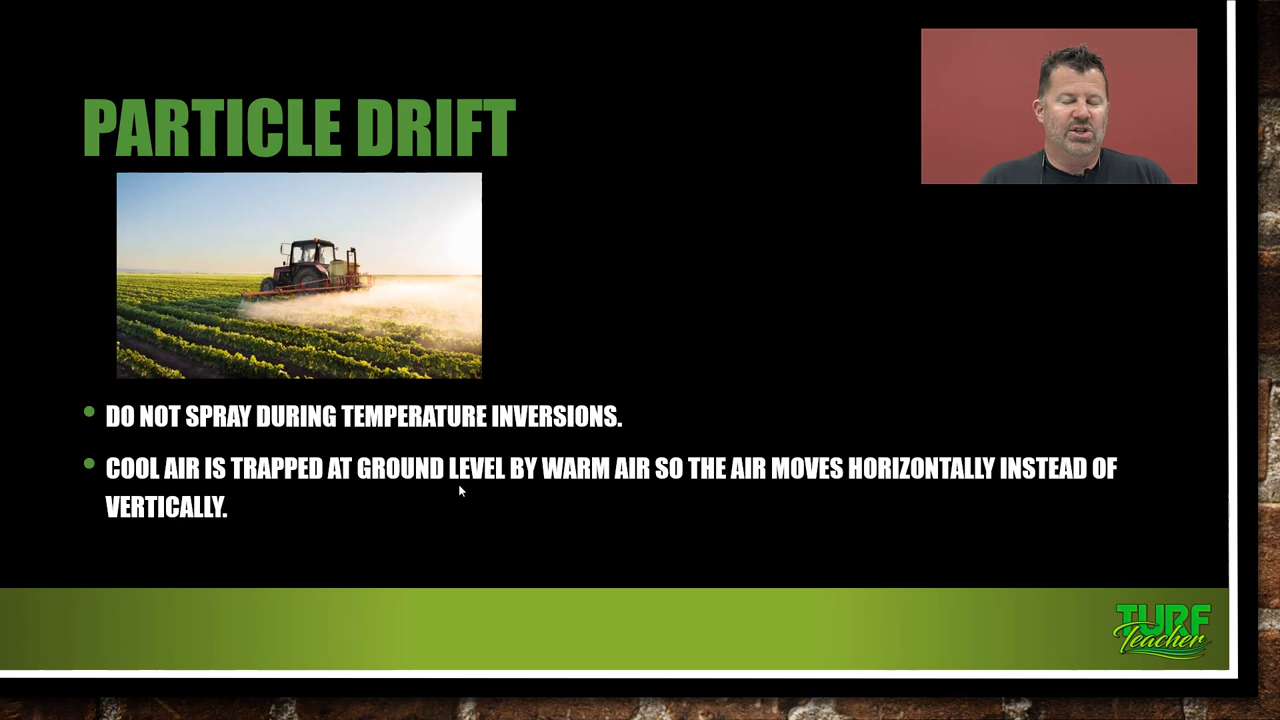 PARTICLE DRIFT
DO NOT SPRAY DURING TEMPERATURE INVERSIONS.
COOL AIR IS TRAPPED AT GROUND LEVEL BY WARM AIR SO THE AIR MOVES HORIZONTALLY INSTEAD OF
VERTICALLY.
TURF
Teacher